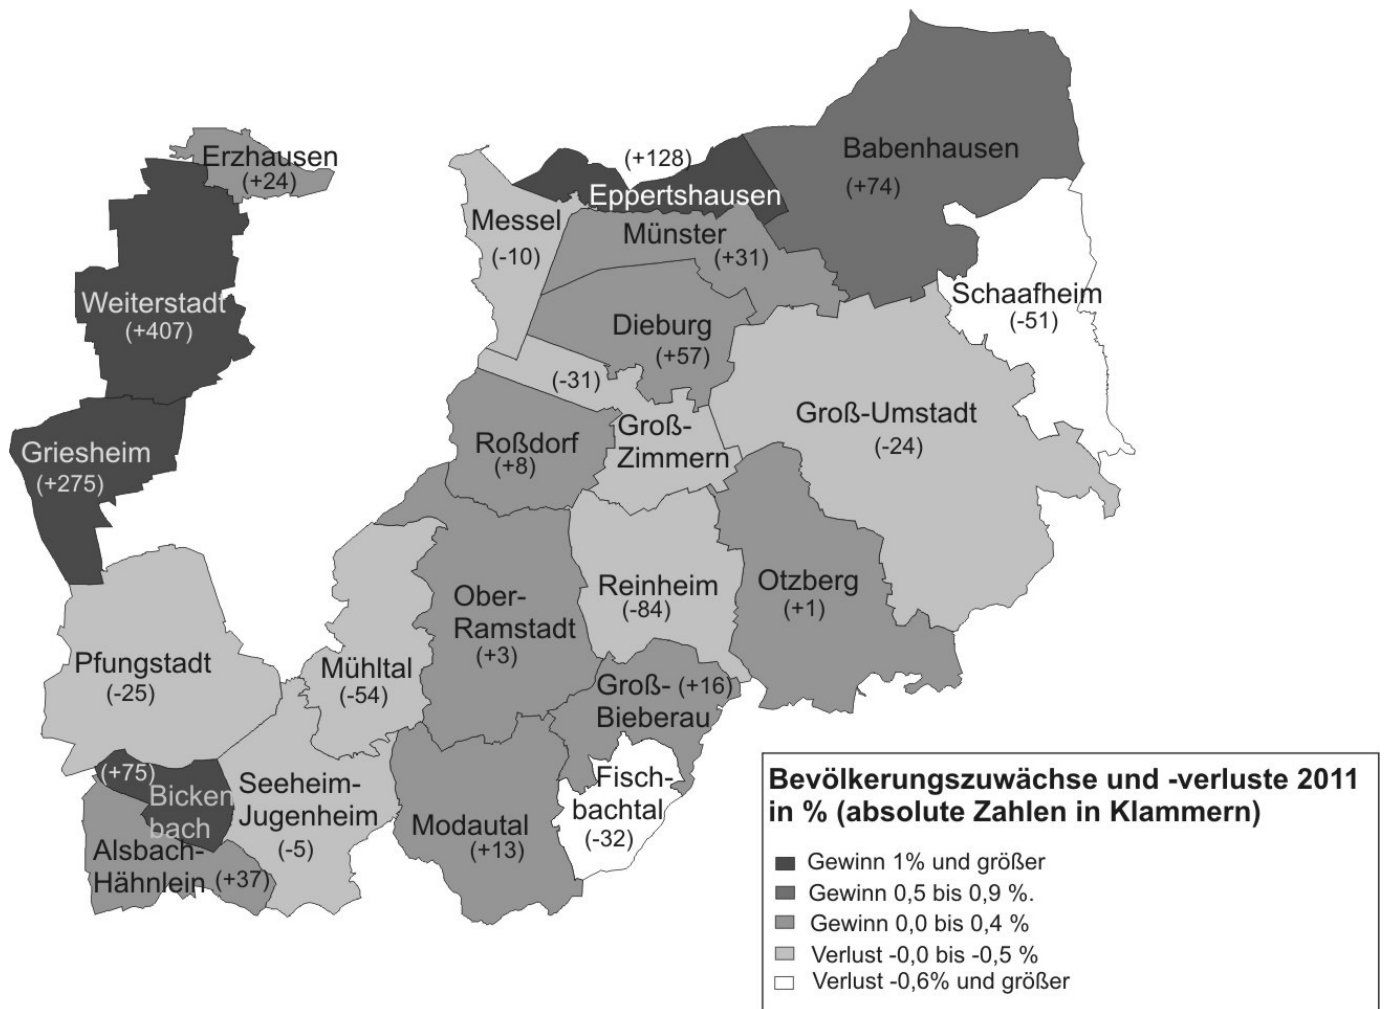 Erzhausen
(+24)
(+128)
Eppertshausen
Babenhausen
(+74)
Messel
(-10)
Münster
(+31)
Weiterstadt
(+407)
Dieburg
(+57)
Schaafheim
(-51)
(-31)
Groß-
Zimmern
Groß-Umstadt
(-24)
Griesheim
(+275)
Roßdorf
(+8)
Ober-
Ramstadt
(+3)
Reinheim
(-84)
Otzberg
(+1)
Pfungstadt
(-25)
Mühltal
(-54)
Groß- (+16)
Bieberau
(+75)
Bicken
bach
Seeheim-
Jugenheim
(-5)
Modautal
(+13)
Fisch-
bachtal
(-32)
Alsbach-
Hähnlein (+37)
Bevölkerungszuwächse und -verluste 2011
in % (absolute Zahlen in Klammern)
Gewinn 1% und größer
Gewinn 0,5 bis 0,9 %.
Gewinn 0,0 bis 0,4 %
Verlust -0,0 bis -0,5 %
Verlust -0,6% und größer